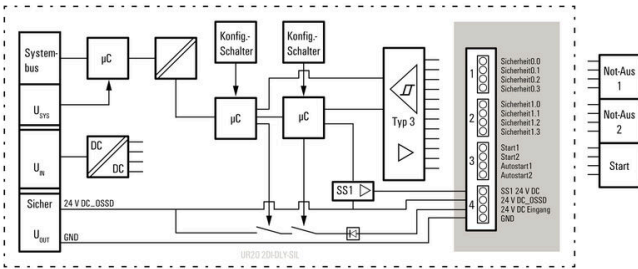 System-
bus
µC
Konfig.-
Schalter
Konfig.-
Schalter
U SYS
µC
µC
Typ 3
U IN
DC
DC
Sicher
24 V DC_OSSD
U OUT
GND
SS1
1
Sicherheit0.0
Sicherheit0.1
Sicherheit0.2
Sicherheit0.3
2
Sicherheit1.0
Sicherheit1.1
Sicherheit1.2
Sicherheit1.3
3
Start1
Start2
Autostart1
Autostart2
4
SS1 24 V DC
24 V DC_OSSD
24 V DC Eingang
GND
Not-Aus
1
Not-Aus
2
Start
UR20 2DI-DLY-SIL